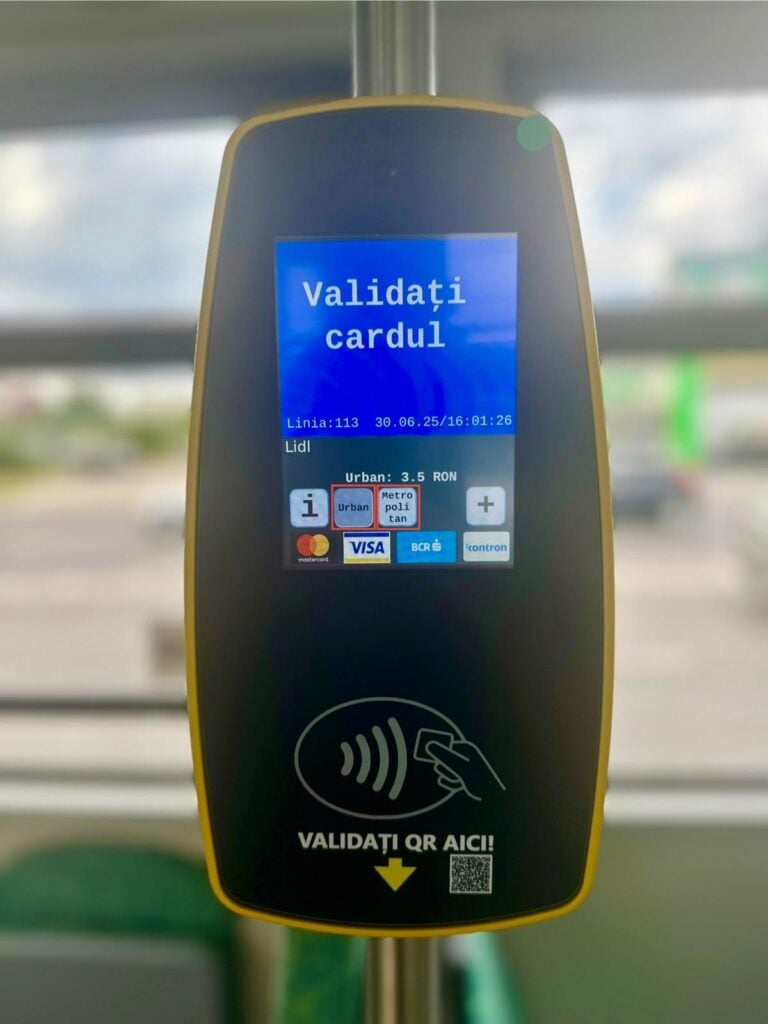 Validați
cardul
Linia:113 30.06.25/16:01:26
Lidl
Urban: 3.5 RON
i Urban Metro
poli
tan +
mastercard VISA BCR kontron
VALIDAȚI QR AICI!